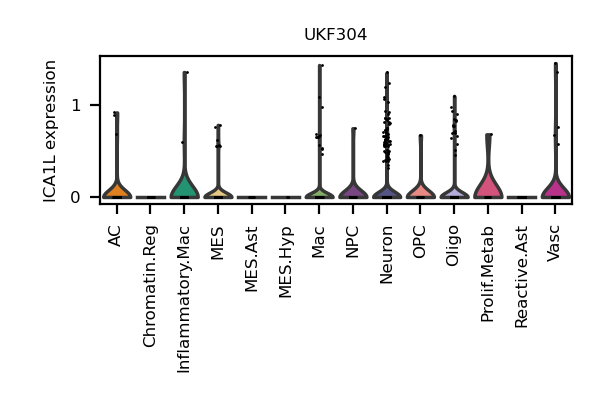 UKF304
ICA1L expression
1
0
AC
Chromatin.Reg
Inflammatory.Mac
MES
MES.Ast
MES.Hyp
Mac
NPC
Neuron
OPC
Oligo
Prolif.Metab
Reactive.Ast
Vasc